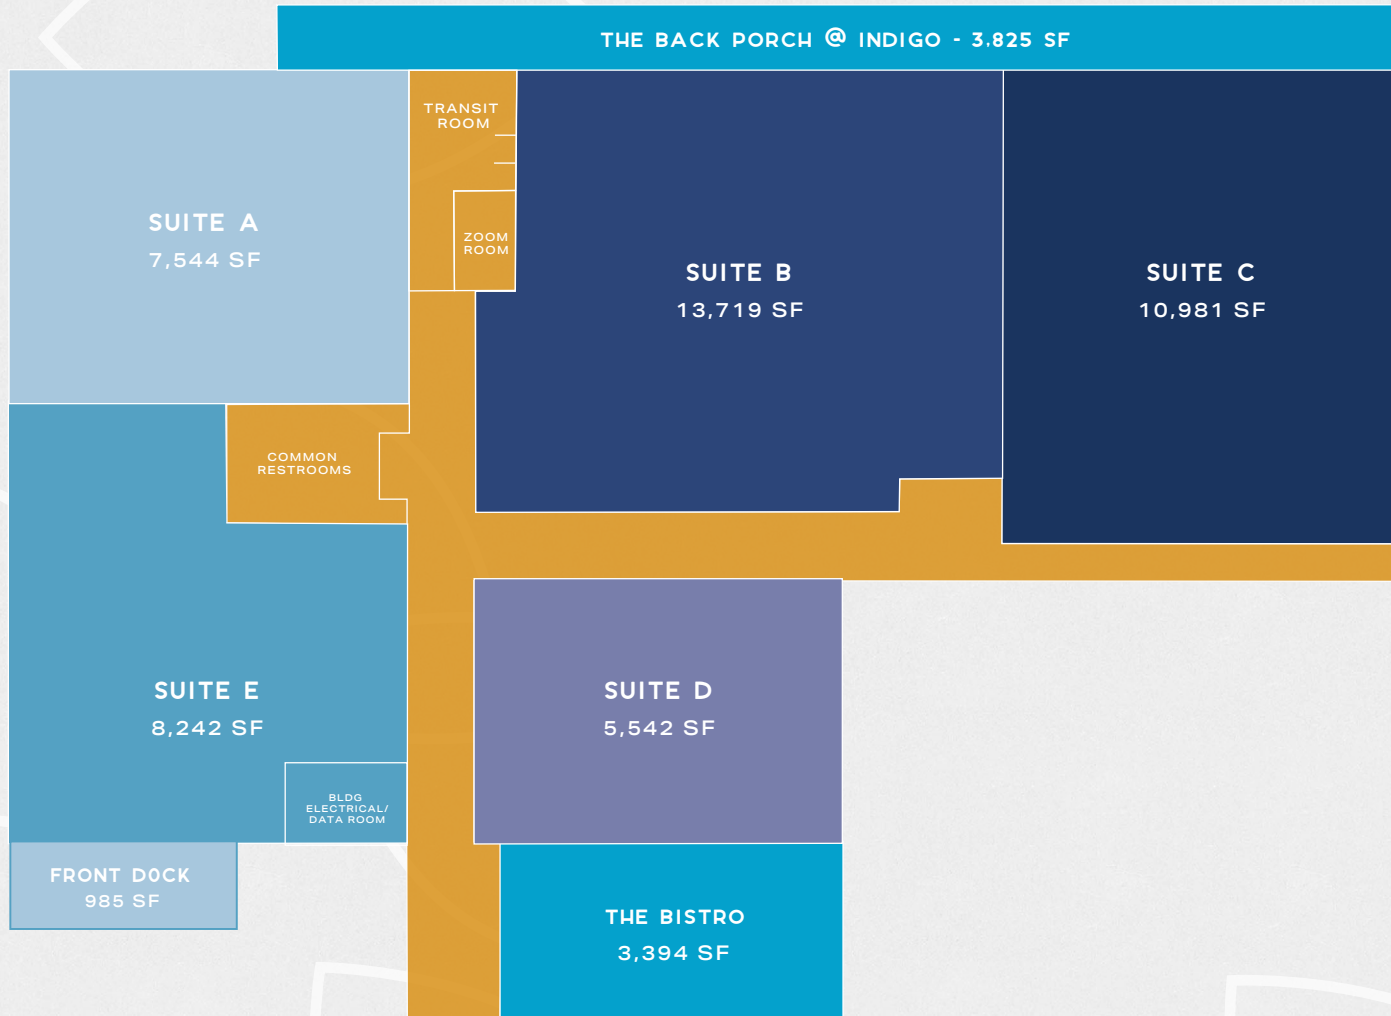 THE BACK PORCH @ INDIGO - 3,825 SF
TRANSIT
ROOM
SUITE A
7,544 SF
ZOOM
ROOM
SUITE B
13,719 SF
SUITE C
10,981 SF
COMMON
RESTROOMS
SUITE E
8,242 SF
SUITE D
5,542 SF
BLDG
ELECTRICAL/
DATA ROOM
FRONT DOCK
985 SF
THE BISTRO
3,394 SF